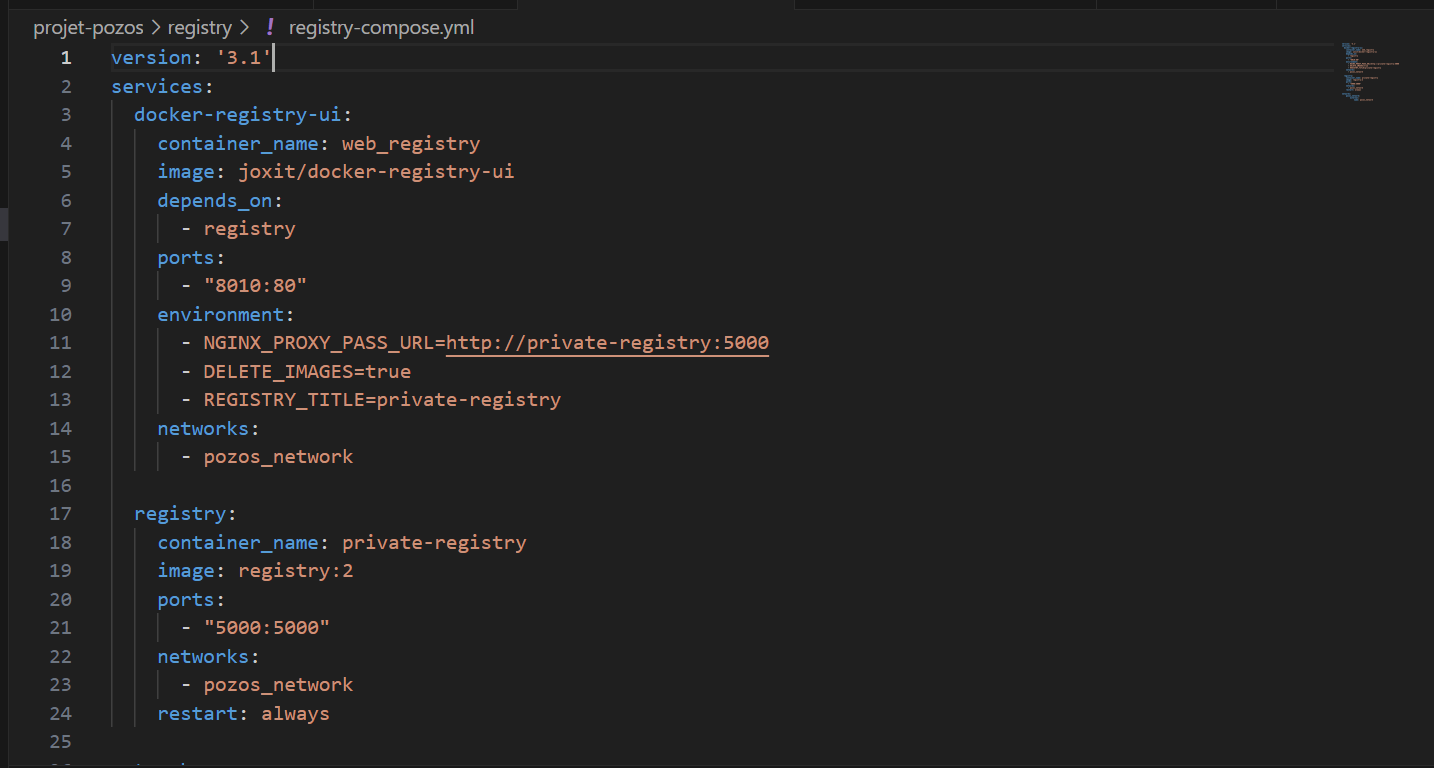 projet-pozos > registry > ! registry-compose.yml
1 version: '3.1'
2 services:
3   docker-registry-ui:
4     container_name: web_registry
5     image: joxit/docker-registry-ui
6     depends_on:
7       - registry
8     ports:
9       - "8010:80"
10     environment:
11       - NGINX_PROXY_PASS_URL=http://private-registry:5000
12       - DELETE_IMAGES=true
13       - REGISTRY_TITLE=private-registry
14     networks:
15       - pozos_network
16
17   registry:
18     container_name: private-registry
19     image: registry:2
20     ports:
21       - "5000:5000"
22     networks:
23       - pozos_network
24     restart: always
25